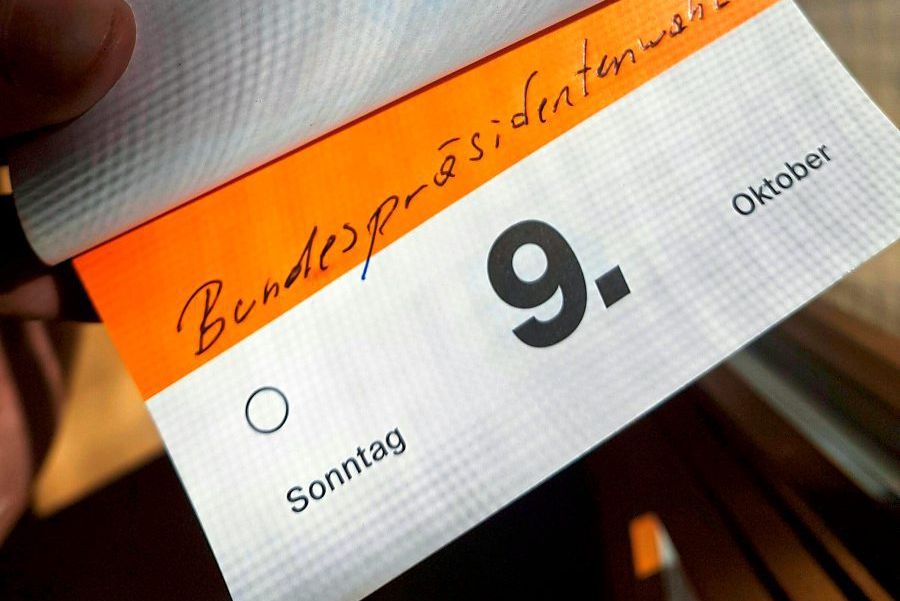 Bundespräsidentenwahl
9.
Oktober
Sonntag